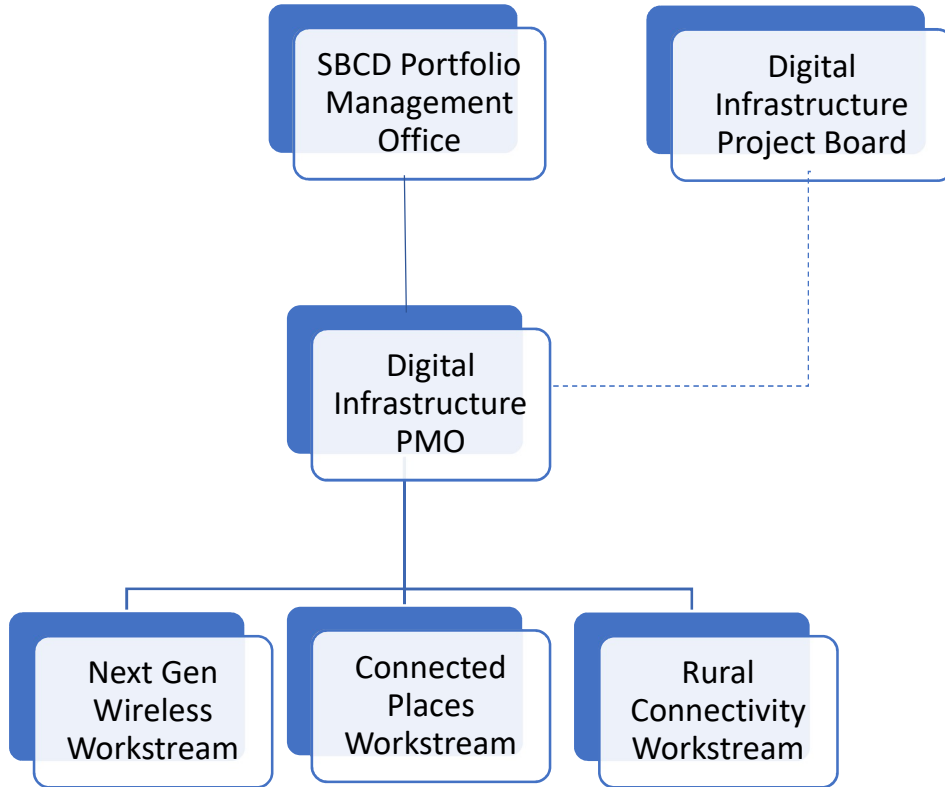 SBCD Portfolio
Management
Office
Digital
Infrastructure
Project Board
Digital
Infrastructure
PMO
Next Gen
Wireless
Workstream
Connected
Places
Workstream
Rural
Connectivity
Workstream